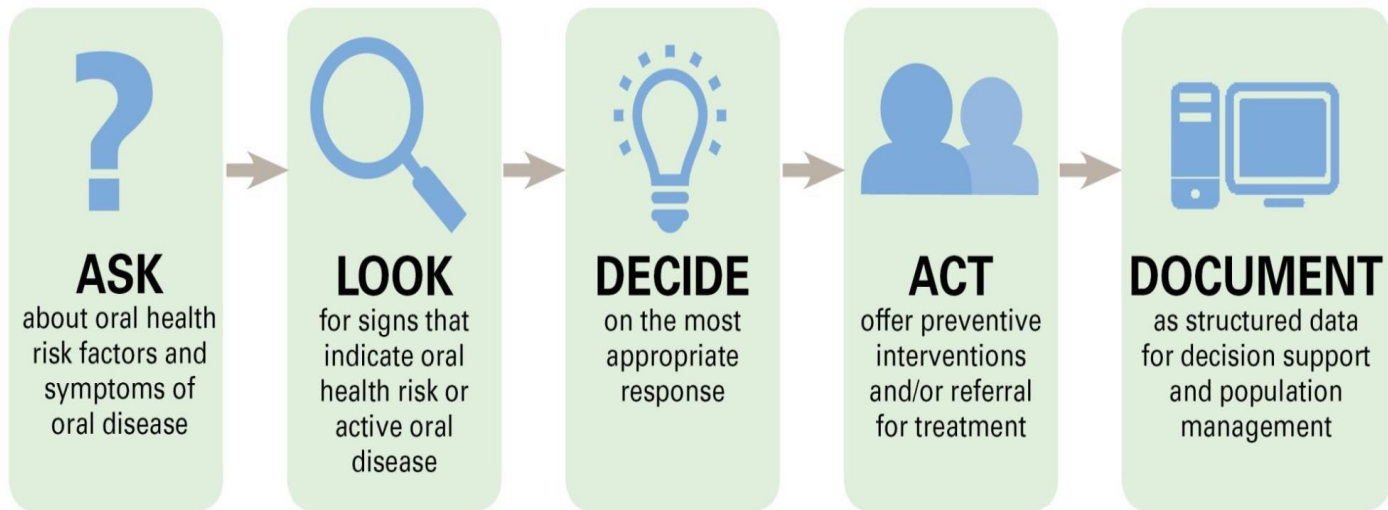 ASK
about oral health
risk factors and
symptoms of
oral disease
LOOK
for signs that
indicate oral
health risk or
active oral
disease
DECIDE
on the most
appropriate
response
ACT
offer preventive
interventions
and/or referral
for treatment
DOCUMENT
as structured data
for decision support
and population
management